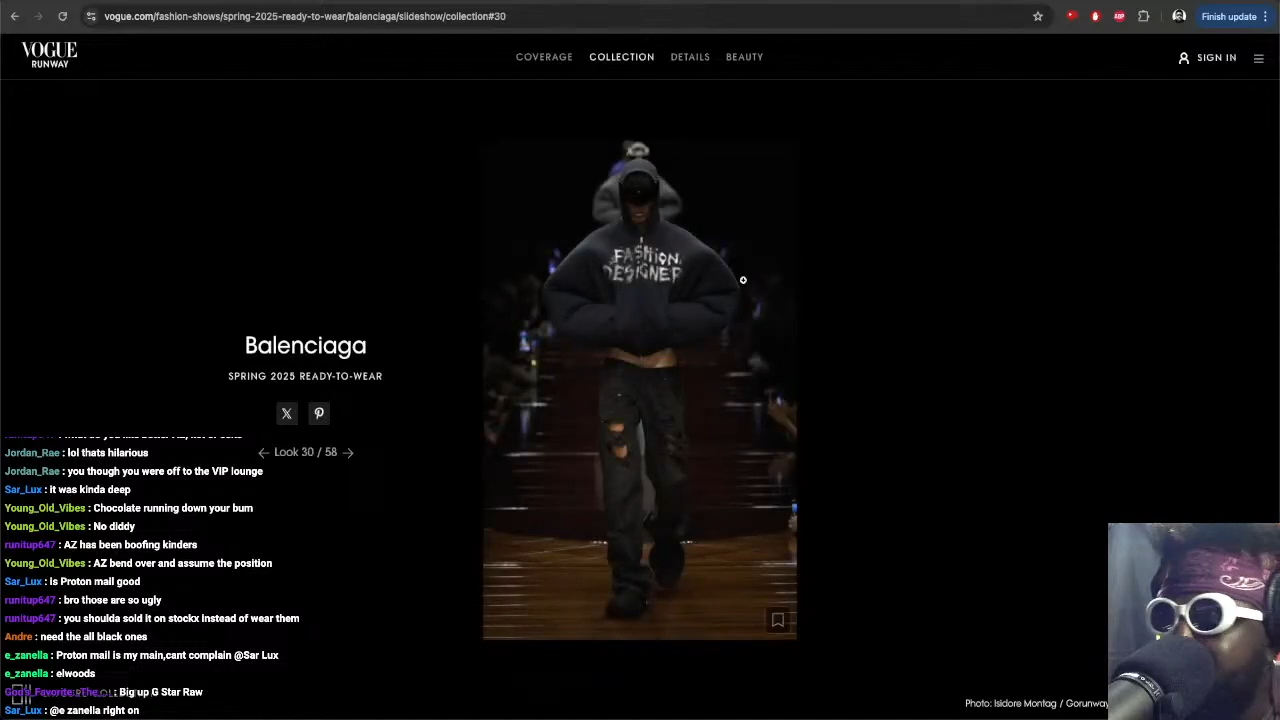 vogue.com/fashion-shows/spring-2025-ready-to-wear/balenciaga/slideshow/collection#30
Finish update
VOGUE
RUNWAY
COVERAGE
COLLECTION
DETAILS
BEAUTY
SIGN IN
FASHION
DESIGNER
Balenciaga
SPRING 2025 READY-TO-WEAR
Look 30 / 58
Jordan_Rae : lol thats hilarious
Jordan_Rae : you though you were off to the VIP lounge
Sar_Lux : it was kinda deep
Young_Old_Vibes : Chocolate running down your bum
Young_Old_Vibes : No diddy
runitup647 : AZ has been boofing kinders
Young_Old_Vibes : AZ bend over and assume the position
Sar_Lux : is Proton mail good
runitup647 : bro those are so ugly
runitup647 : you shoulda sold it on stockx instead of wear them
Andre : need the all black ones
e_zanella : Proton mail is my main,cant complain @Sar Lux
e_zanella : elwoods
: Big up G Star Raw
Sar_Lux : @e zanella right on
Photo: Isidore Montag / Gorunway